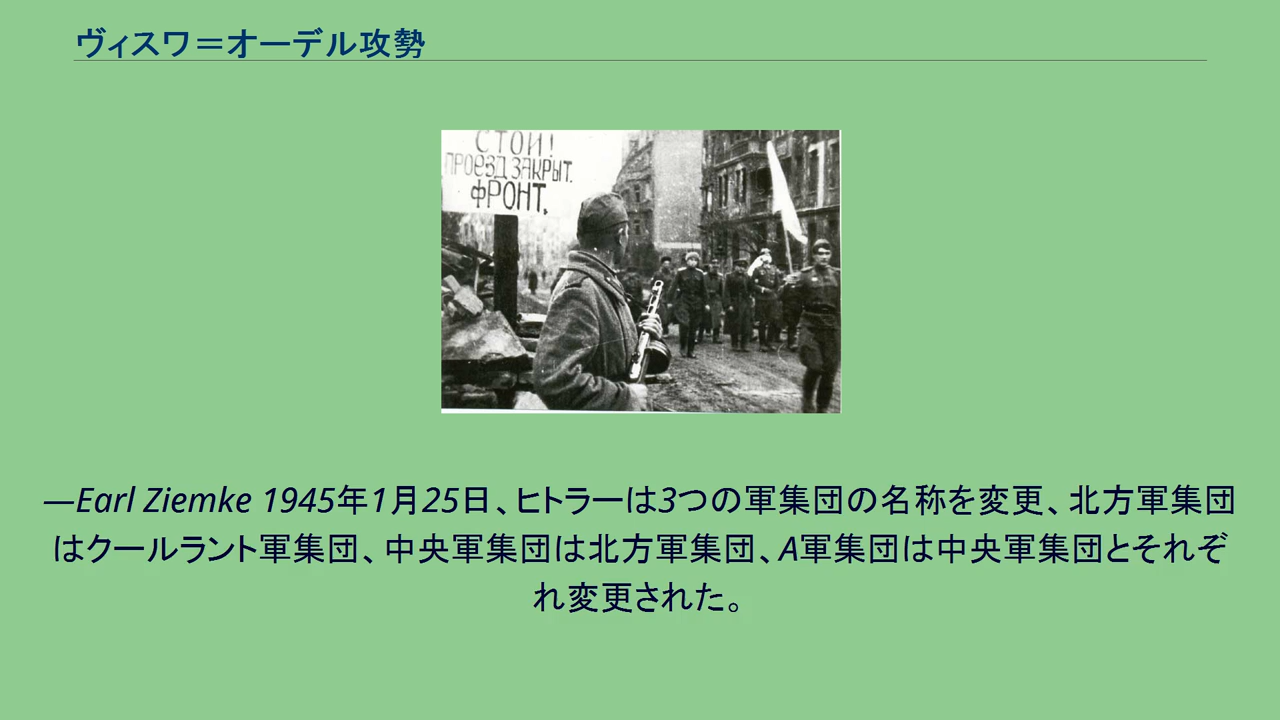 ヴィスワ＝オーデル攻勢
СТОЙ!
ПРОЕЗД ЗАКРЫТ.
ФРОНТ.
—Earl Ziemke 1945年1月25日、ヒトラーは3つの軍集団の名称を変更、北方軍集団
はクールラント軍集団、中央軍集団は北方軍集団、A軍集団は中央軍集団とそれぞ
れ変更された。